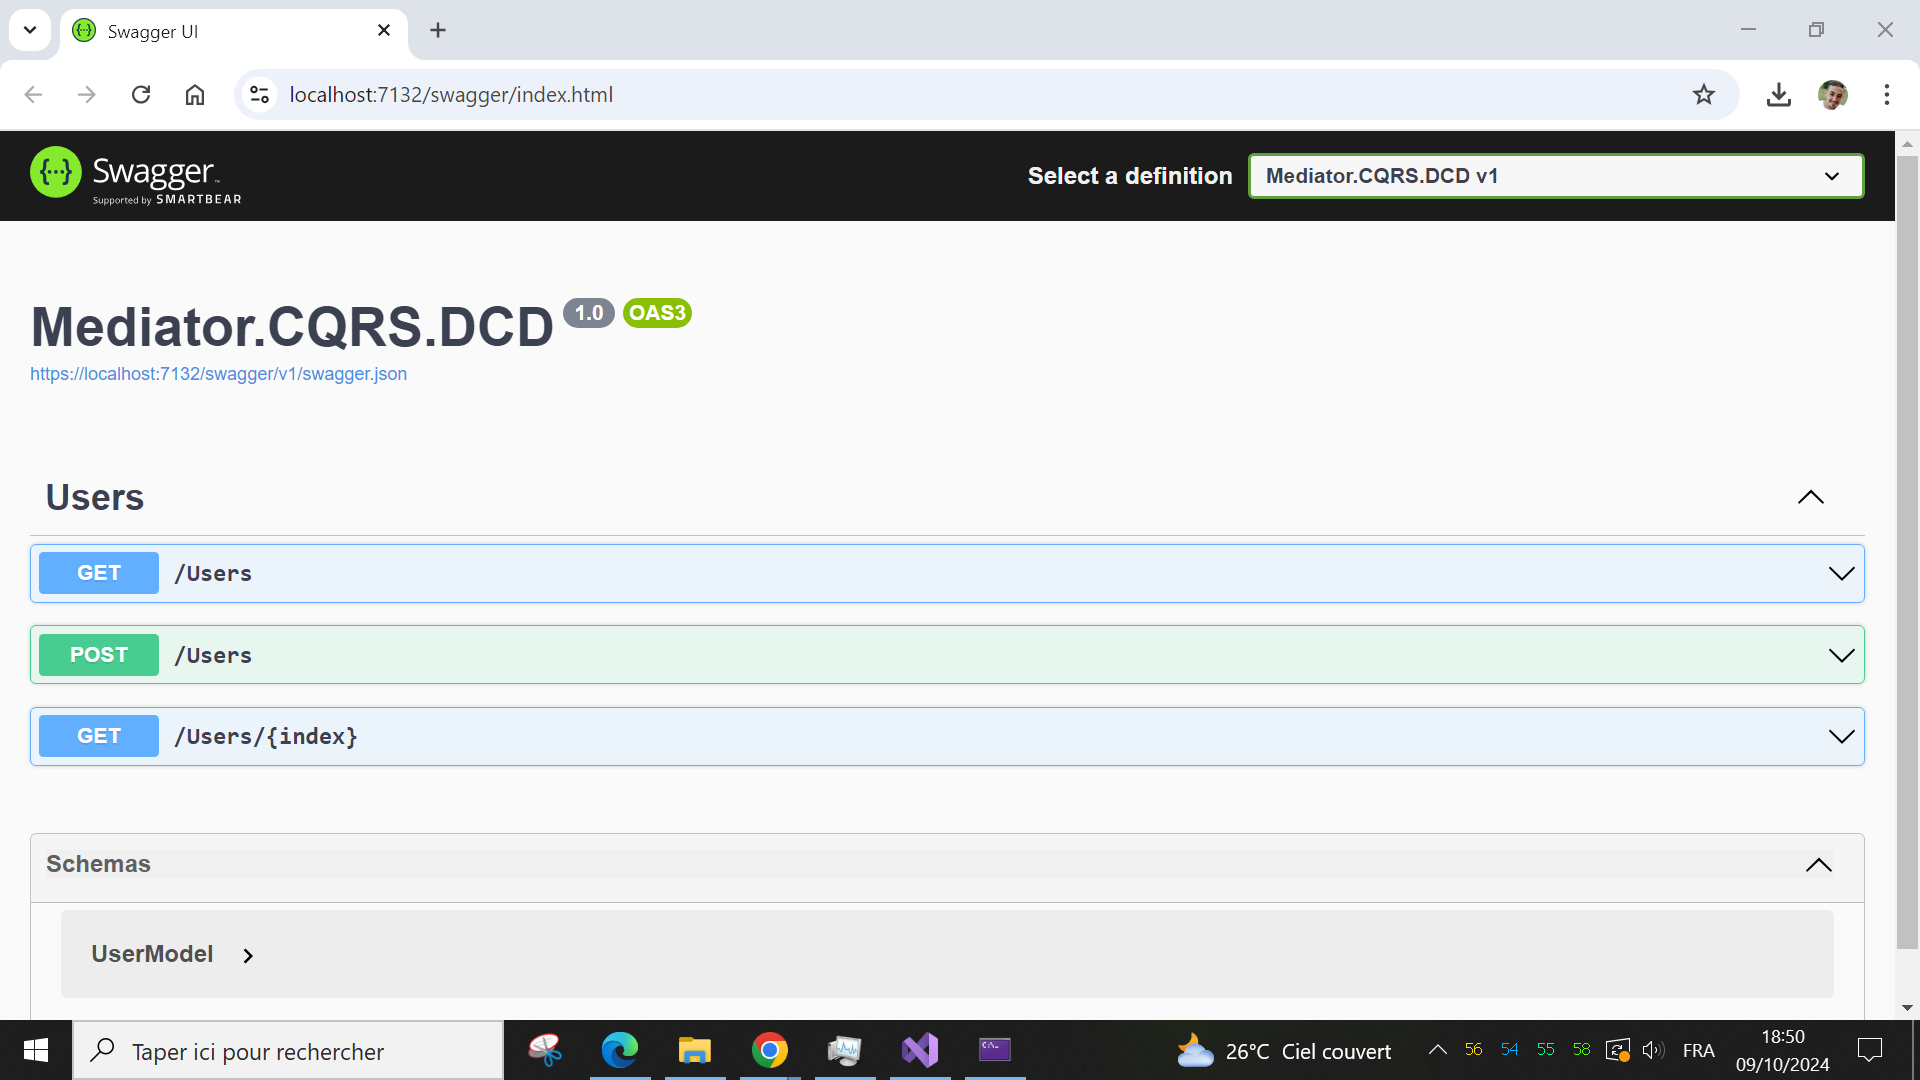 Swagger UI
localhost:7132/swagger/index.html
Swagger
Supported by SMARTBEAR
Select a definition
Mediator.CQRS.DCD v1
Mediator.CQRS.DCD 1.0 OAS3
https://localhost:7132/swagger/v1/swagger.json
Users
GET /Users
POST /Users
GET /Users/{index}
Schemas
UserModel
Taper ici pour rechercher
26°C Ciel couvert
56 54 55 58
FRA
18:50
09/10/2024